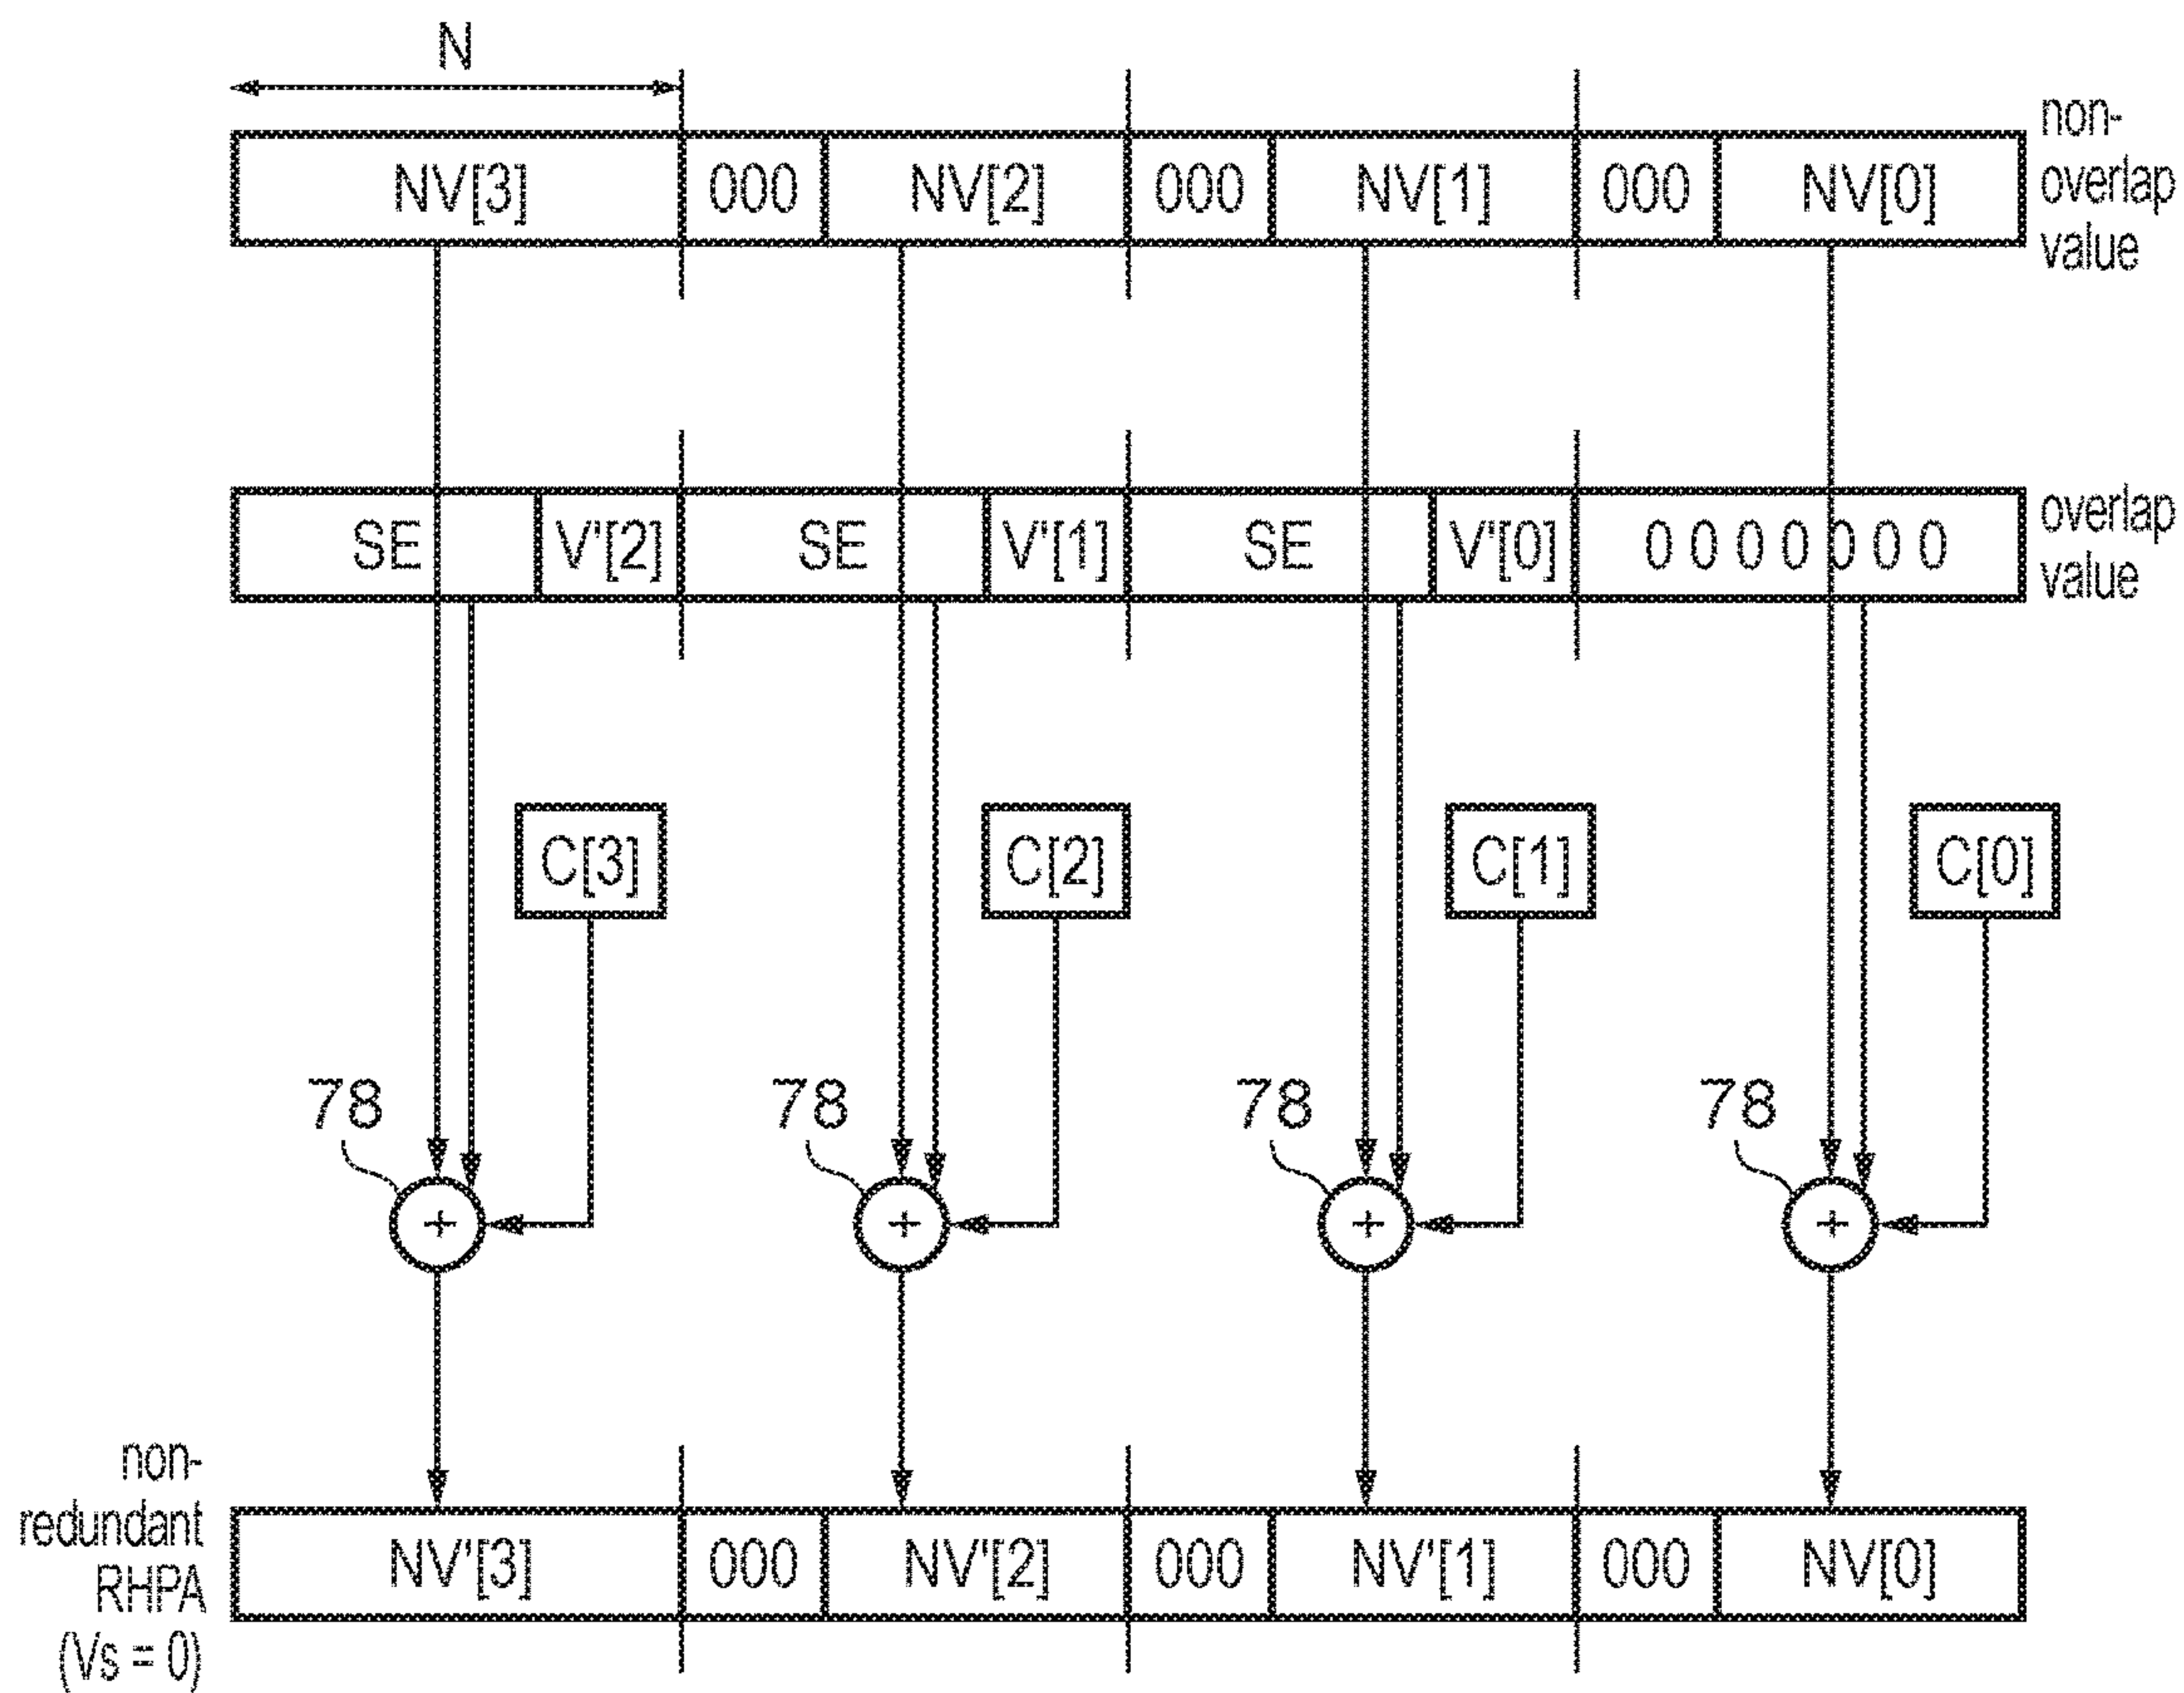 N
NV[3] 000 NV[2] 000 NV[1] 000 NV[0]
non-
overlap
value
SE V'[2] SE V'[1] SE V'[0] 0 0 0 0 0 0 0
overlap
value
C[3] C[2] C[1] C[0]
78 78 78 78
+ + + +
non-
redundant
RHPA
(Vs = 0)
NV'[3] 000 NV'[2] 000 NV'[1] 000 NV[0]